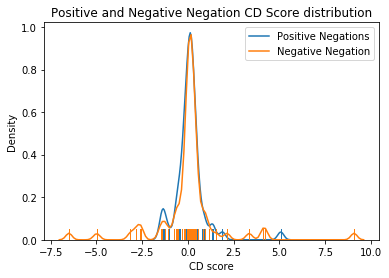 Positive and Negative Negation CD Score distribution
Positive Negations
Negative Negation
Density
1.0
0.8
0.6
0.4
0.2
0.0
−7.5 −5.0 −2.5 0.0 2.5 5.0 7.5 10.0
CD score